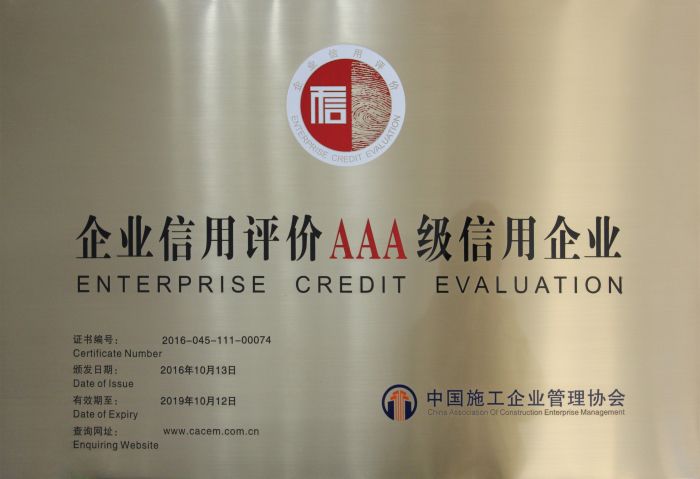 企业信用评价
信
ENTERPRISE CREDIT EVALUATION
企业信用评价AAA级信用企业
ENTERPRISE CREDIT EVALUATION
证书编号： 2016-045-111-00074
Certificate Number
颁发日期： 2016年10月13日
Date of Issue
有效期至： 2019年10月12日
Date of Expiry
查询网址： www.cacem.com.cn
Enquiring Website
中国施工企业管理协会
China Association Of Construction Enterprise Management